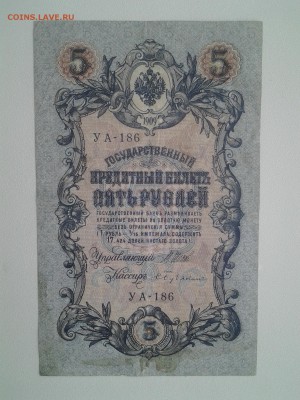 COINS.LAVE.RU
5 5
1909
УА-186
ГОСУДАРСТВЕННЫЙ
КРЕДИТНЫЙ БИЛЕТЪ
ПЯТЬ РУБЛЕЙ
ГОСУДАРСТВЕННЫЙ БАНКЪ РАЗМѢНИВАЕТЪ
КРЕДИТНЫЕ БИЛЕТЫ НА ЗОЛОТУЮ МОНЕТУ
БЕЗЪ ОГРАНИЧЕНІЯ СУММЫ
(1 РУБЛЬ = 1/15 ИМПЕРІАЛА, СОДЕРЖИТЪ
17,424 ДОЛЕЙ ЧИСТАГО ЗОЛОТА)
Управляющій
Кассиръ
УА-186
5